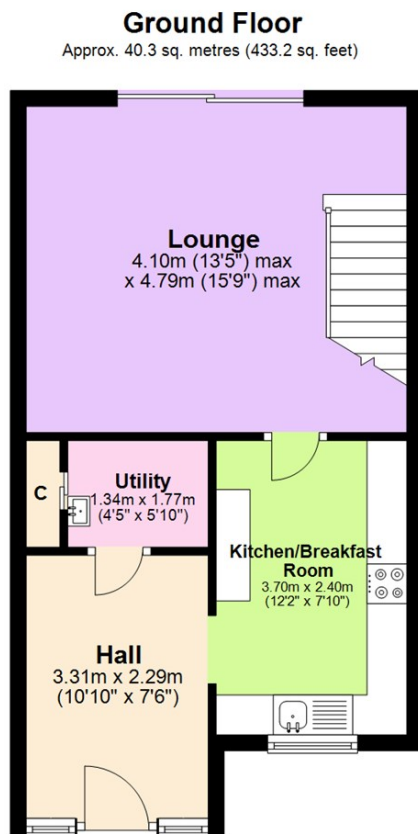 Ground Floor
Approx. 40.3 sq. metres (433.2 sq. feet)
Lounge
4.10m (13'5") max
x 4.79m (15'9") max
C
Utility
1.34m x 1.77m
(4'5" x 5'10")
Kitchen/Breakfast
Room
3.70m x 2.40m
(12'2" x 7'10")
Hall
3.31m x 2.29m
(10'10" x 7'6")